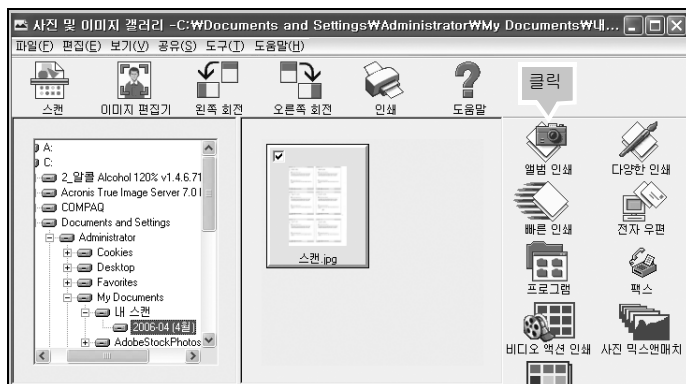 사진 및 이미지 갤러리 -C:₩Documents and Settings₩Administrator₩My Documents₩내...
파일(F) 편집(E) 보기(V) 공유(S) 도구(T) 도움말(H)
스캔 이미지 편집기 왼쪽 회전 오른쪽 회전 인쇄 도움말
클릭
A:
C:
2_알콜 Alcohol 120% v1.4.6.71
Acronis True Image Server 7.0
COMPAQ
Documents and Settings
Administrator
Cookies
Desktop
Favorites
My Documents
내 스캔
2006-04 (4월)
AdobeStockPhotos
스캔.jpg
앨범 인쇄 다양한 인쇄
빠른 인쇄 전자 우편
프로그램 팩스
비디오 액션 인쇄 사진 믹스앤매치